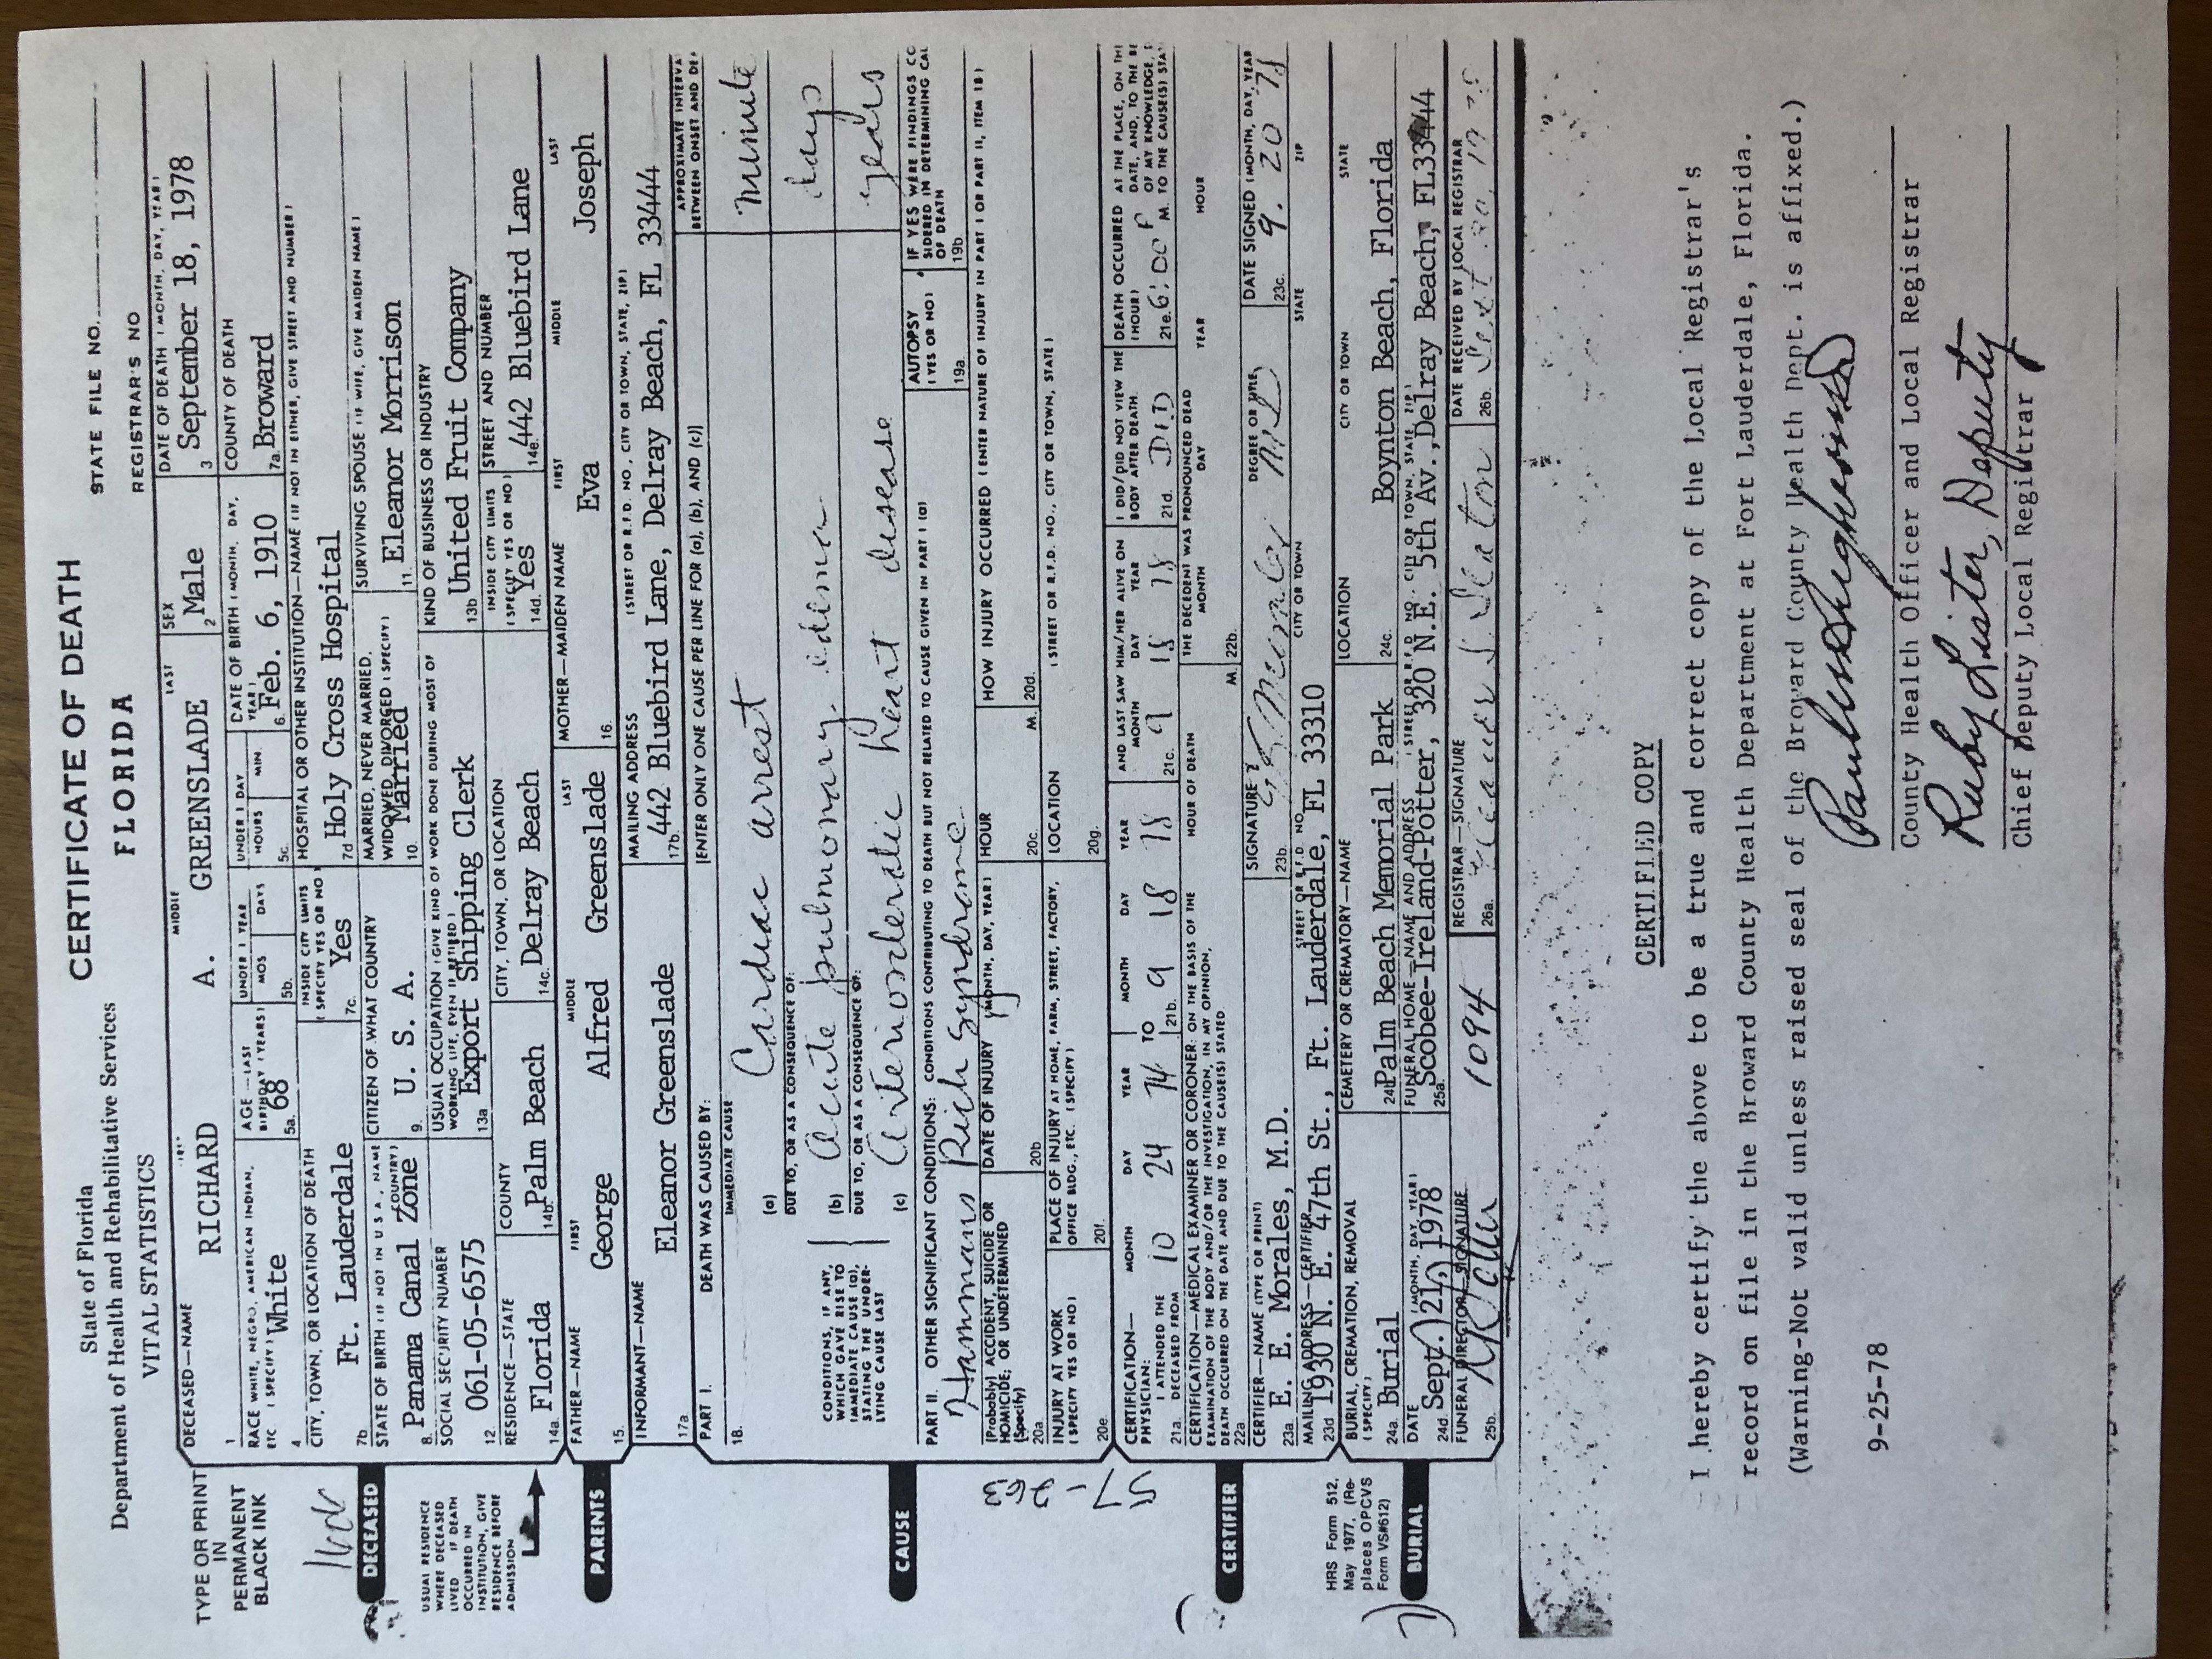 State of Florida
Department of Health and Rehabilitative Services
VITAL STATISTICS
CERTIFICATE OF DEATH
FLORIDA
STATE FILE NO.
REGISTRAR'S NO
TYPE OR PRINT
IN
PERMANENT
BLACK INK
DECEASED—NAME MIDDLE LAST
1 RICHARD A. GREENSLADE
SEX
2 Male
DATE OF DEATH (MONTH, DAY, YEAR)
3 September 18, 1978
RACE WHITE, NEGRO, AMERICAN INDIAN,
ETC. (SPECIFY)
4 White
AGE—LAST
BIRTHDAY (YEARS)
5a. 68
UNDER 1 YEAR
MOS DAYS
5b.
UNDER 1 DAY
HOURS MIN.
5c.
DATE OF BIRTH (MONTH, DAY,
YEAR)
6 Feb. 6, 1910
COUNTY OF DEATH
7a. Broward
DECEASED
CITY, TOWN, OR LOCATION OF DEATH
7b Ft. Lauderdale
INSIDE CITY LIMITS
(SPECIFY YES OR NO)
7c. Yes
HOSPITAL OR OTHER INSTITUTION—NAME (IF NOT IN EITHER, GIVE STREET AND NUMBER)
7d Holy Cross Hospital
STATE OF BIRTH (IF NOT IN U.S.A., NAME
COUNTRY)
8. Panama Canal Zone
CITIZEN OF WHAT COUNTRY
9. U. S. A.
MARRIED, NEVER MARRIED,
WIDOWED, DIVORCED (SPECIFY)
10. Married
SURVIVING SPOUSE (IF WIFE, GIVE MAIDEN NAME)
11. Eleanor Morrison
USUAL RESIDENCE
WHERE DECEASED
LIVED IF DEATH
OCCURRED IN
INSTITUTION, GIVE
RESIDENCE BEFORE
ADMISSION
SOCIAL SECURITY NUMBER
12. 061-05-6575
USUAL OCCUPATION (GIVE KIND OF WORK DONE DURING MOST OF
WORKING LIFE, EVEN IF RETIRED)
13a Export Shipping Clerk
KIND OF BUSINESS OR INDUSTRY
13b United Fruit Company
RESIDENCE—STATE
14a. Florida
COUNTY
14b. Palm Beach
CITY, TOWN, OR LOCATION
14c. Delray Beach
INSIDE CITY LIMITS
(SPECIFY YES OR NO)
14d. Yes
STREET AND NUMBER
14e. 442 Bluebird Lane
PARENTS
FATHER—NAME FIRST MIDDLE LAST
15. George Alfred Greenslade
MOTHER—MAIDEN NAME FIRST MIDDLE LAST
16. Eva Joseph
INFORMANT—NAME
17a Eleanor Greenslade
MAILING ADDRESS (STREET OR R.F.D. NO., CITY OR TOWN, STATE, ZIP)
17b. 442 Bluebird Lane, Delray Beach, FL 33444
PART I. DEATH WAS CAUSED BY: [ENTER ONLY ONE CAUSE PER LINE FOR (a), (b), AND (c)]
APPROXIMATE INTERVA
BETWEEN ONSET AND DE
18. IMMEDIATE CAUSE
(a) Cardiac arrest minute
DUE TO, OR AS A CONSEQUENCE OF:
(b) Acute pulmonary edema days
DUE TO, OR AS A CONSEQUENCE OF:
(c) Arteriosclerotic heart disease years
CONDITIONS, IF ANY,
WHICH GAVE RISE TO
IMMEDIATE CAUSE (a),
STATING THE UNDER-
LYING CAUSE LAST
CAUSE
PART II. OTHER SIGNIFICANT CONDITIONS: CONDITIONS CONTRIBUTING TO DEATH BUT NOT RELATED TO CAUSE GIVEN IN PART I (a)
Hammans Rich syndrome
AUTOPSY
(YES OR NO)
19a.
IF YES WERE FINDINGS CO
SIDERED IN DETERMINING CAU
OF DEATH
19b.
(Probably) ACCIDENT, SUICIDE OR
HOMICIDE; OR UNDETERMINED
(Specify)
20a.
DATE OF INJURY (MONTH, DAY, YEAR)
20b
HOUR
20c. M.
HOW INJURY OCCURRED (ENTER NATURE OF INJURY IN PART I OR PART II, ITEM 18)
20d.
57-263
INJURY AT WORK
(SPECIFY YES OR NO)
20e.
PLACE OF INJURY AT HOME, FARM, STREET, FACTORY,
OFFICE BLDG., ETC. (SPECIFY)
20f.
LOCATION (STREET OR R.F.D. NO., CITY OR TOWN, STATE)
20g.
CERTIFICATION—
PHYSICIAN:
I ATTENDED THE
21a. DECEASED FROM
MONTH DAY YEAR
10 24 74
TO
MONTH DAY YEAR
21b. 9 18 78
AND LAST SAW HIM/HER ALIVE ON
MONTH DAY YEAR
21c. 9 18 78
I DID/DID NOT VIEW THE
BODY AFTER DEATH.
21d. DID
DEATH OCCURRED AT THE PLACE, ON THE
(HOUR) DATE, AND, TO THE BE
OF MY KNOWLEDGE,
21e. 6:00 P M. TO THE CAUSE(S) STA
CERTIFIER
CERTIFICATION—MEDICAL EXAMINER OR CORONER: ON THE BASIS OF THE
EXAMINATION OF THE BODY AND/OR THE INVESTIGATION, IN MY OPINION,
DEATH OCCURRED ON THE DATE AND DUE TO THE CAUSE(S) STATED.
22a.
HOUR OF DEATH
M.
THE DECEDENT WAS PRONOUNCED DEAD
MONTH DAY YEAR HOUR
22b.
CERTIFIER—NAME (TYPE OR PRINT)
23a. E. E. Morales, M.D.
SIGNATURE DEGREE OR TITLE
23b. MD
DATE SIGNED (MONTH, DAY, YEAR
23c. 9. 20 78
MAILING ADDRESS—CERTIFIER STREET OR R.F.D. NO. CITY OR TOWN STATE ZIP
23d 1930 N. E. 47th St., Ft. Lauderdale, FL 33310
HRS Form 512,
May 1977, (Re-
places OPCVS
Form VS#612)
BURIAL, CREMATION, REMOVAL
(SPECIFY)
24a. Burial
CEMETERY OR CREMATORY—NAME
24b Palm Beach Memorial Park
LOCATION CITY OR TOWN STATE
24c. Boynton Beach, Florida
BURIAL
DATE (MONTH, DAY, YEAR)
24d. Sept. 21, 1978
FUNERAL HOME—NAME AND ADDRESS (STREET OR R.F.D. NO., CITY OR TOWN, STATE, ZIP)
25a. Scobee-Ireland-Potter, 320 N.E. 5th Av.,Delray Beach, FL33444
FUNERAL DIRECTOR—SIGNATURE
25b. 1094
REGISTRAR—SIGNATURE
26a. Eleanor S. Slaton
DATE RECEIVED BY LOCAL REGISTRAR
26b. Sept 20, 1978
CERTIFIED COPY
I hereby certify the above to be a true and correct copy of the Local Registrar's
record on file in the Broward County Health Department at Fort Lauderdale, Florida.
(Warning-Not valid unless raised seal of the Broward County Health Dept. is affixed.)
9-25-78
County Health Officer and Local Registrar
Ruby Lister, Deputy
Chief Deputy Local Registrar